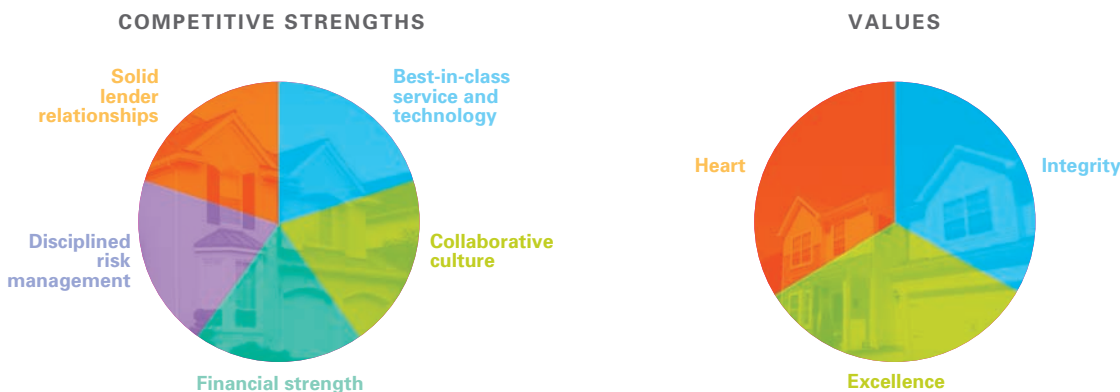 COMPETITIVE STRENGTHS
Solid
lender
relationships
Best-in-class
service and
technology
Disciplined
risk
management
Collaborative
culture
Financial strength
VALUES
Heart
Integrity
Excellence